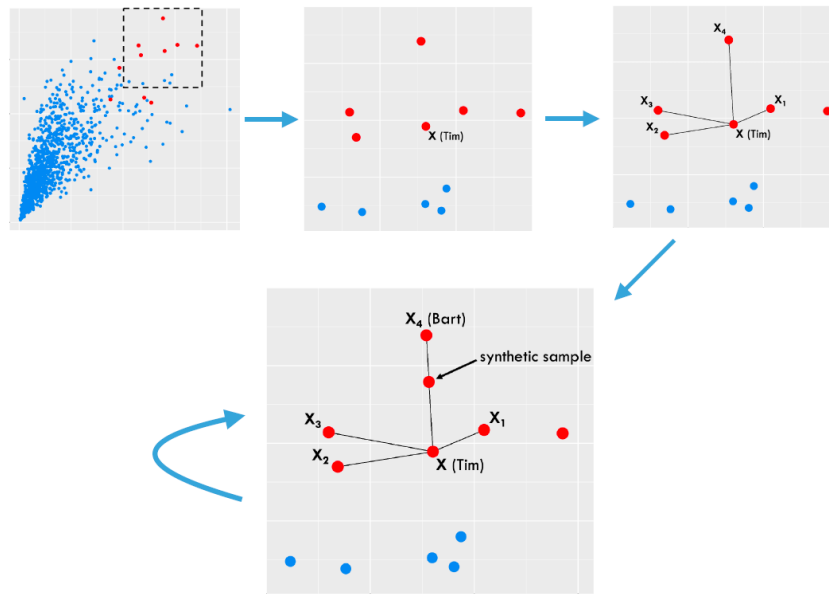 X (Tim)
X₄
X₃
X₁
X₂
X (Tim)
X₄ (Bart)
synthetic sample
X₃
X₁
X₂
X (Tim)